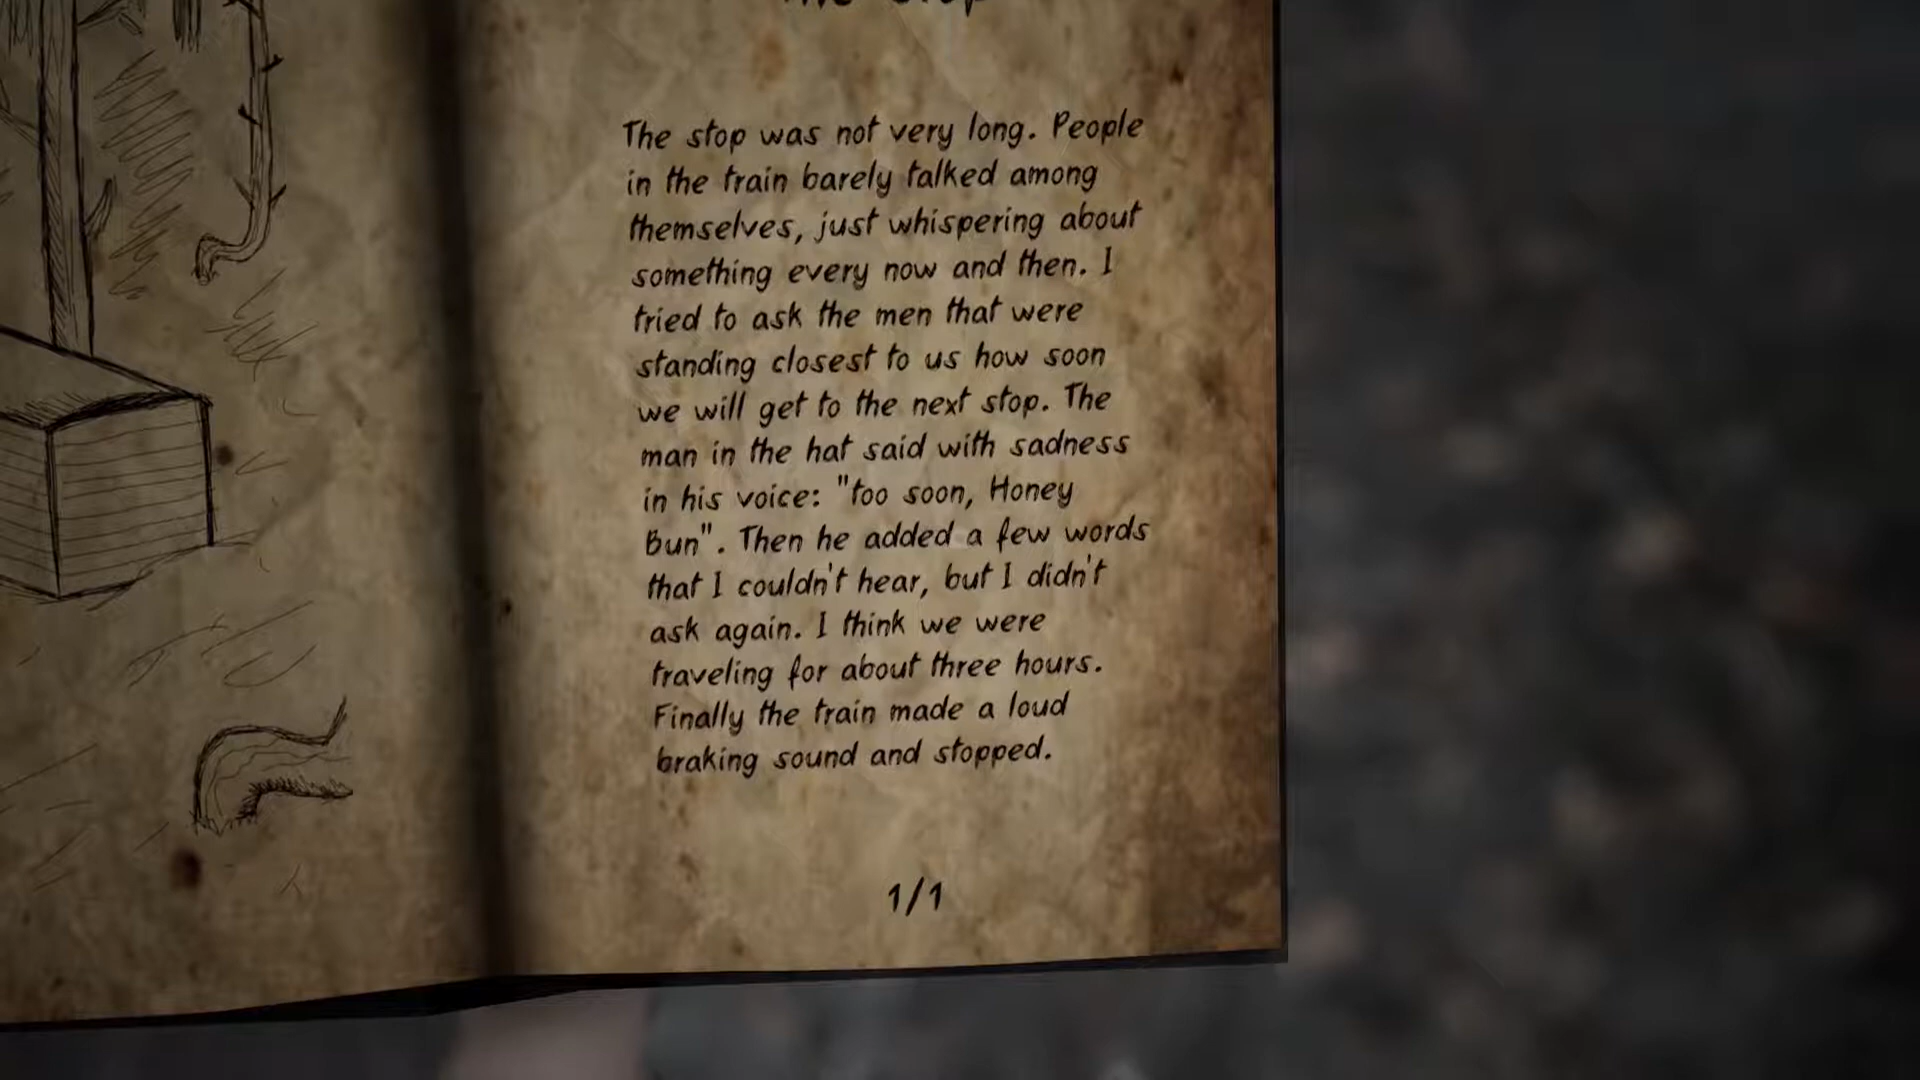 The stop was not very long. People
in the train barely talked among
themselves, just whispering about
something every now and then. I
tried to ask the men that were
standing closest to us how soon
we will get to the next stop. The
man in the hat said with sadness
in his voice: "too soon, Honey
Bun". Then he added a few words
that I couldn't hear, but I didn't
ask again. I think we were
traveling for about three hours.
Finally the train made a loud
braking sound and stopped.
1/1